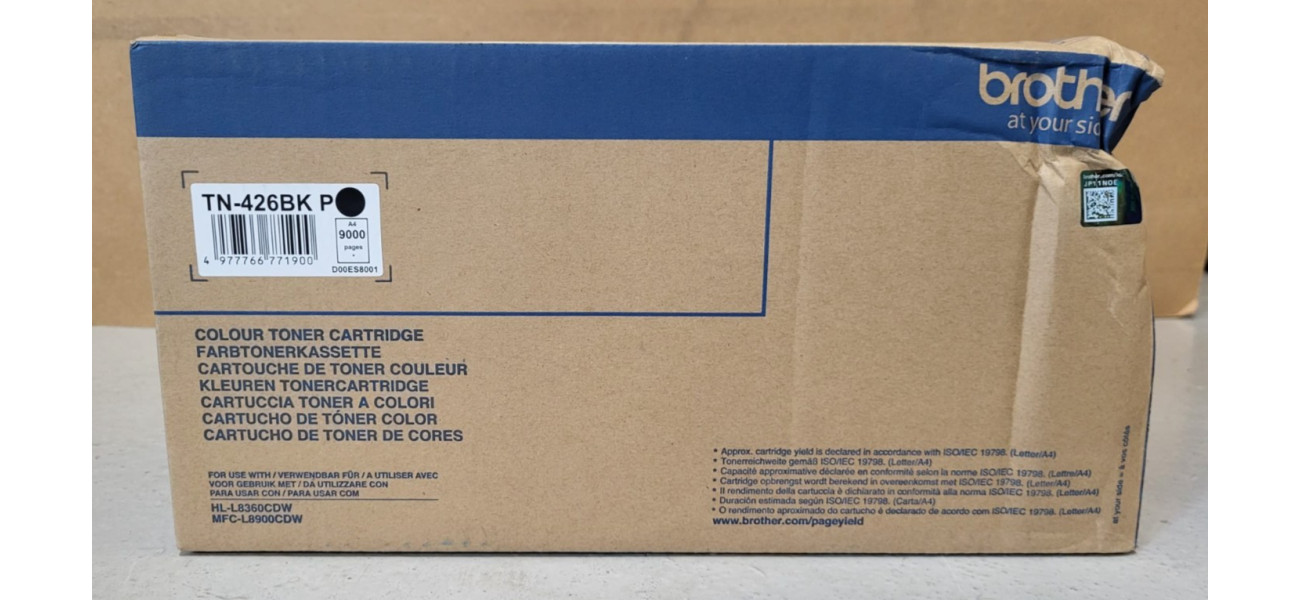 brother
at your sid
TN-426BK P
A4
9000
pages
4 977766 771900
D00ES8001
JP11NOE
COLOUR TONER CARTRIDGE
FARBTONERKASSETTE
CARTOUCHE DE TONER COULEUR
KLEUREN TONERCARTRIDGE
CARTUCCIA TONER A COLORI
CARTUCHO DE TÓNER COLOR
CARTUCHO DE TONER DE CORES
FOR USE WITH / VERWENDBAR FÜR / A UTILISER AVEC
VOOR GEBRUIK MET / DA UTILIZZARE CON
PARA USAR CON / PARA USAR COM
HL-L8360CDW
MFC-L8900CDW
• Approx. cartridge yield is declared in accordance with ISO/IEC 19798. (Letter/A4)
• Tonerreichweite gemäß ISO/IEC 19798. (Letter/A4)
• Capacité approximative déclarée en conformité selon la norme ISO/IEC 19798. (Lettre/A4)
• Cartridge opbrengst wordt berekend in overeenkomst met ISO/IEC 19798. (Letter/A4)
• Il rendimento della cartuccia è dichiarato in conformità alla norma ISO/IEC 19798. (Letter/A4)
• Duración estimada según ISO/IEC 19798. (Carta/A4)
• O rendimento aproximado do cartucho é declarado de acordo com ISO/IEC 19798. (Letter/A4)
www.brother.com/pageyield
at your side = à vos côtés